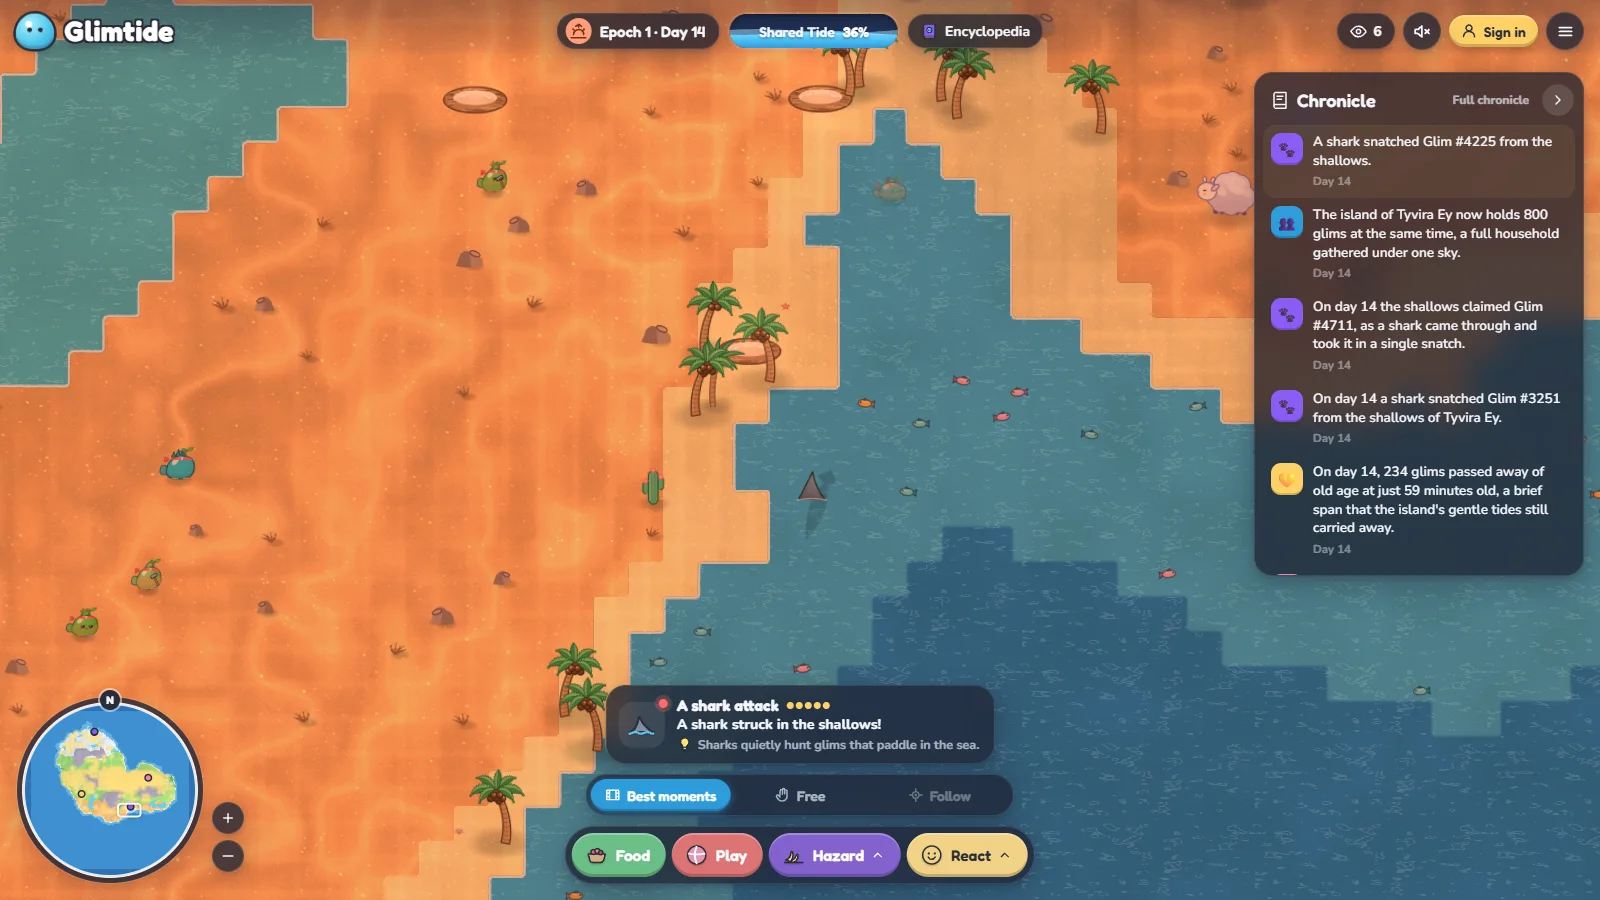 Glimtide
Epoch 1 · Day 14
Shared Tide 36%
Encyclopedia
6
Sign in
Chronicle
Full chronicle
A shark snatched Glim #4225 from the
shallows.
Day 14
The island of Tyvira Ey now holds 800
glims at the same time, a full household
gathered under one sky.
Day 14
On day 14 the shallows claimed Glim
#4711, as a shark came through and
took it in a single snatch.
Day 14
On day 14 a shark snatched Glim #3251
from the shallows of Tyvira Ey.
Day 14
On day 14, 234 glims passed away of
old age at just 59 minutes old, a brief
span that the island's gentle tides still
carried away.
Day 14
A shark attack
A shark struck in the shallows!
Sharks quietly hunt glims that paddle in the sea.
N
Best moments
Free
Follow
Food
Play
Hazard
React